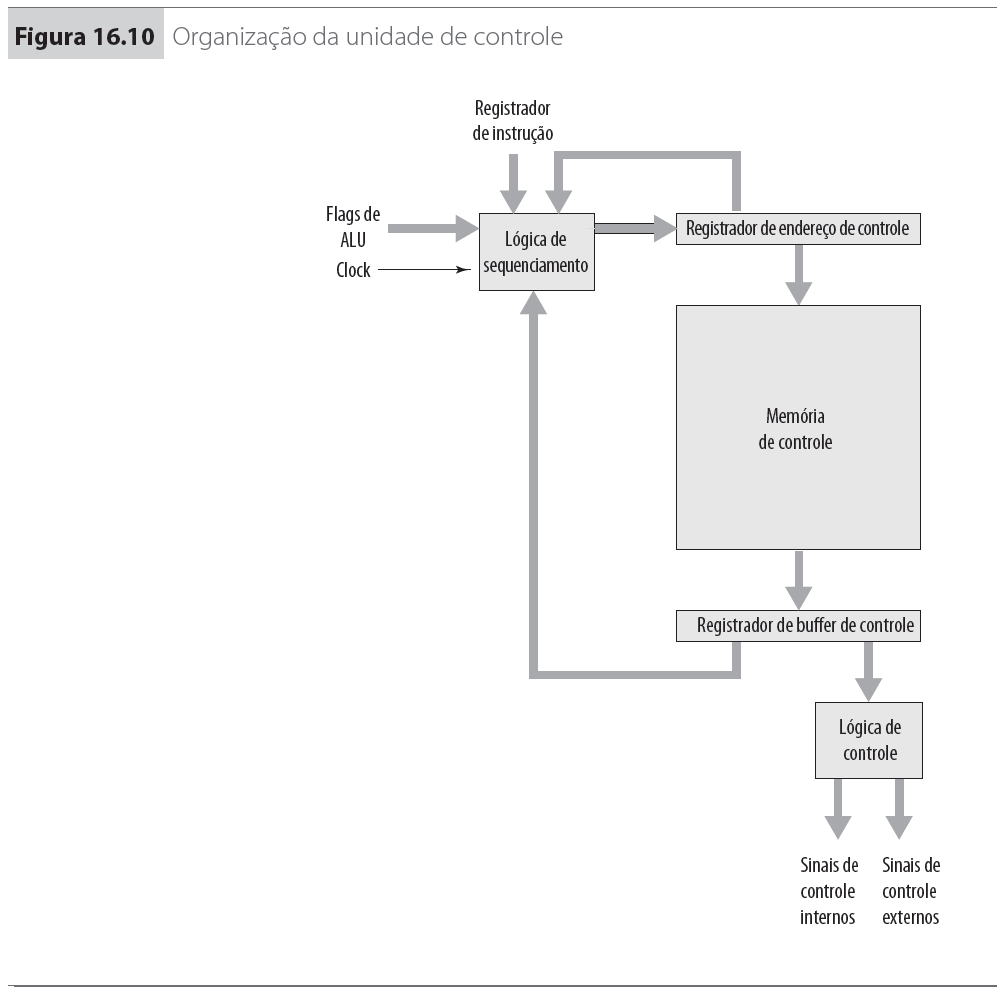 Figura 16.10 Organização da unidade de controle
Registrador
de instrução
Flags de
ALU
Clock
Lógica de
sequenciamento
Registrador de endereço de controle
Memória
de controle
Registrador de buffer de controle
Lógica de
controle
Sinais de
controle
internos
Sinais de
controle
externos